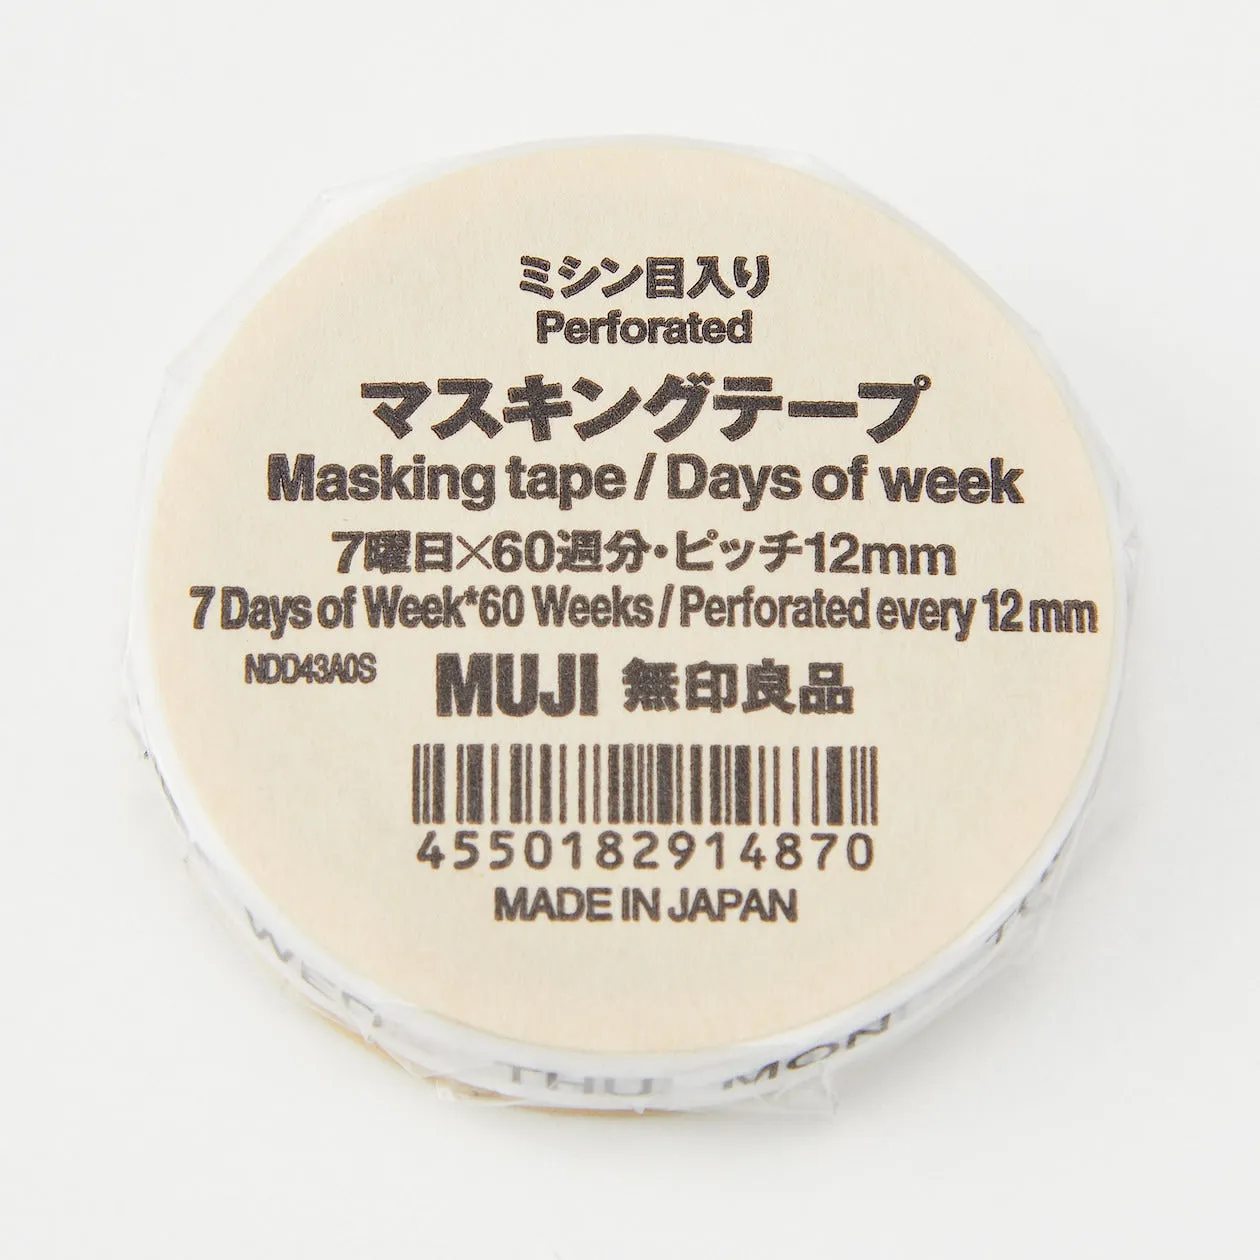 ミシン目入り
Perforated
マスキングテープ
Masking tape / Days of week
7曜日×60週分・ピッチ12mm
7 Days of Week*60 Weeks / Perforated every 12 mm
NDD43A0S
MUJI 無印良品
4550182914870
MADE IN JAPAN
WED
THU
MON